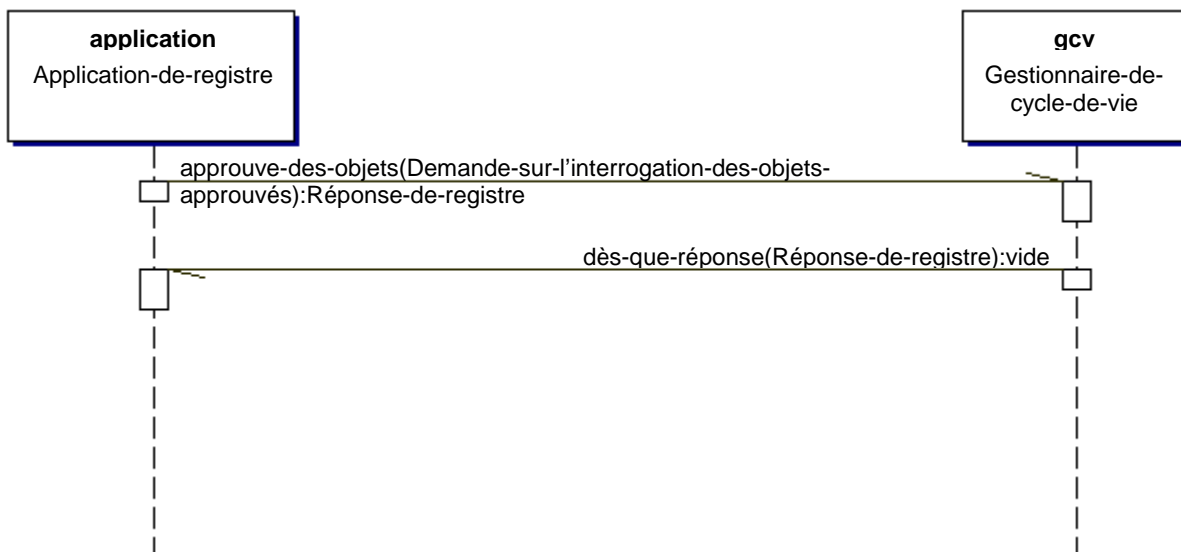 application
Application-de-registre
gcv
Gestionnaire-de-
cycle-de-vie
approuve-des-objets(Demande-sur-l’interrogation-des-objets-
approuvés):Réponse-de-registre
dès-que-réponse(Réponse-de-registre):vide